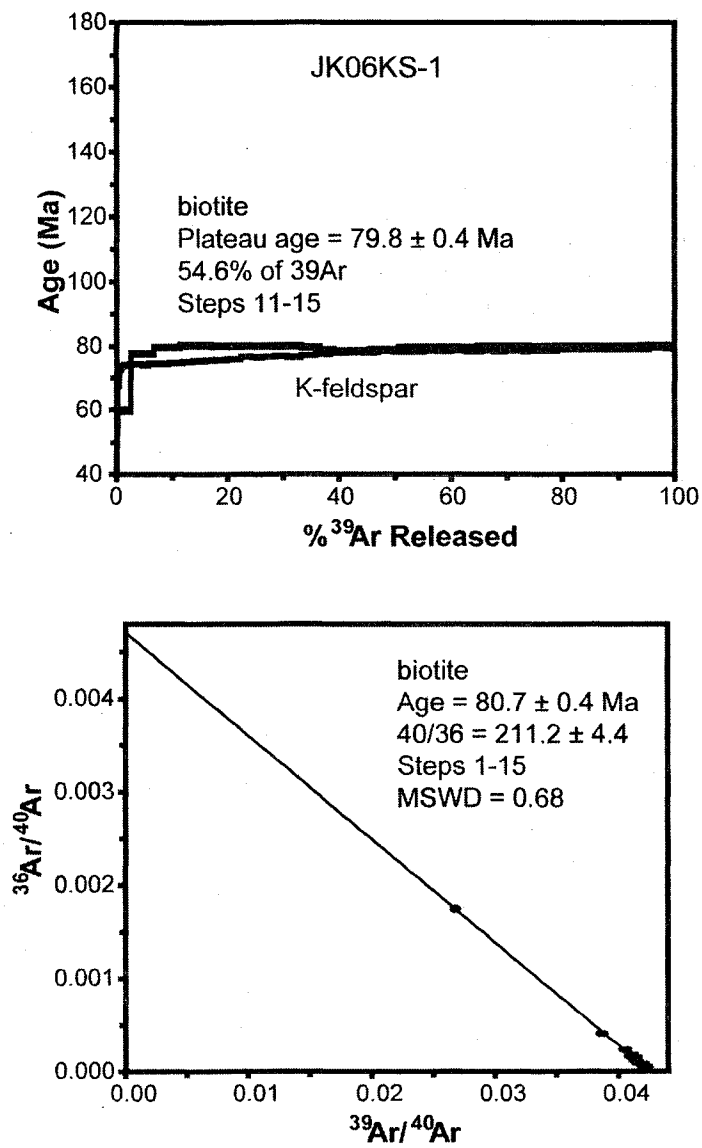 JK06KS-1
180
160
140
120
100
80
60
40
Age (Ma)
biotite
Plateau age = 79.8 ± 0.4 Ma
54.6% of 39Ar
Steps 11-15
K-feldspar
0 20 40 60 80 100
%³⁹Ar Released
biotite
Age = 80.7 ± 0.4 Ma
40/36 = 211.2 ± 4.4
Steps 1-15
MSWD = 0.68
0.004
0.003
0.002
0.001
0.000
³⁶Ar/⁴⁰Ar
0.00 0.01 0.02 0.03 0.04
³⁹Ar/⁴⁰Ar